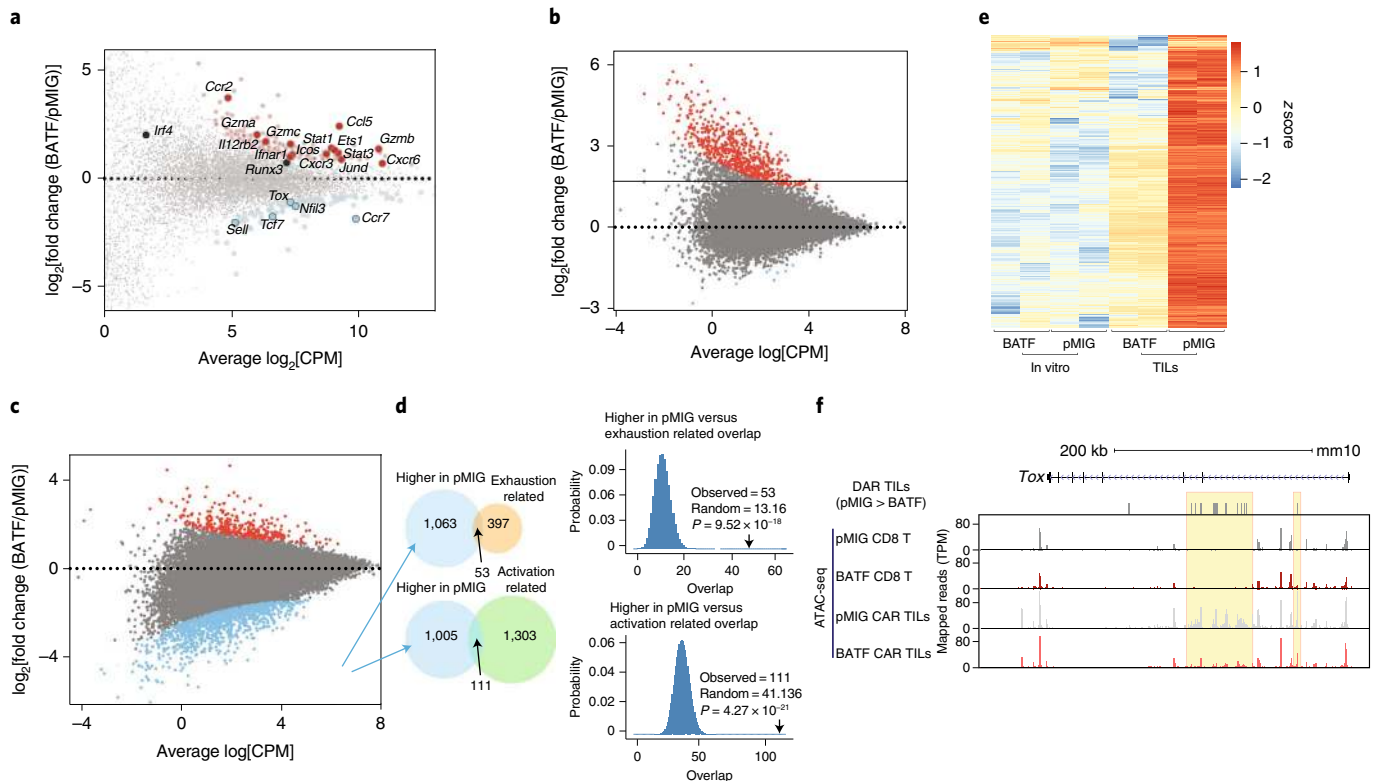 a
log2[fold change (BATF/pMIG)]
5
0
−5
Ccr2
Irf4
Gzma
Gzmc
Il12rb2
Ifnar1
Runx3
Icos
Cxcr3
Stat1
Ccl5
Ets1
Stat3
Jund
Gzmb
Cxcr6
Tox
Nfil3
Sell
Tcf7
Ccr7
0
5
10
Average log2[CPM]
b
log2[fold change (BATF/pMIG)]
6
3
0
−3
−4
0
4
8
Average log[CPM]
e
1
0
−1
−2
z score
BATF
pMIG
BATF
pMIG
In vitro
TILs
c
log2[fold change (BATF/pMIG)]
4
0
−4
−4
0
4
8
Average log[CPM]
d
Higher in pMIG
Exhaustion
related
1,063
397
53
Higher in pMIG
Activation
related
1,005
1,303
111
Higher in pMIG versus
exhaustion related overlap
Probability
0.09
0.06
0.03
0
Observed = 53
Random = 13.16
P = 9.52 × 10−18
0
20
40
60
Overlap
Higher in pMIG versus
activation related overlap
Probability
0.06
0.04
0.02
0
Observed = 111
Random = 41.136
P = 4.27 × 10−21
0
50
100
Overlap
f
200 kb
mm10
Tox
DAR TILs
(pMIG > BATF)
ATAC-seq
pMIG CD8 T
BATF CD8 T
pMIG CAR TILs
BATF CAR TILs
Mapped reads (TPM)
80
0
80
0
80
0
80
0